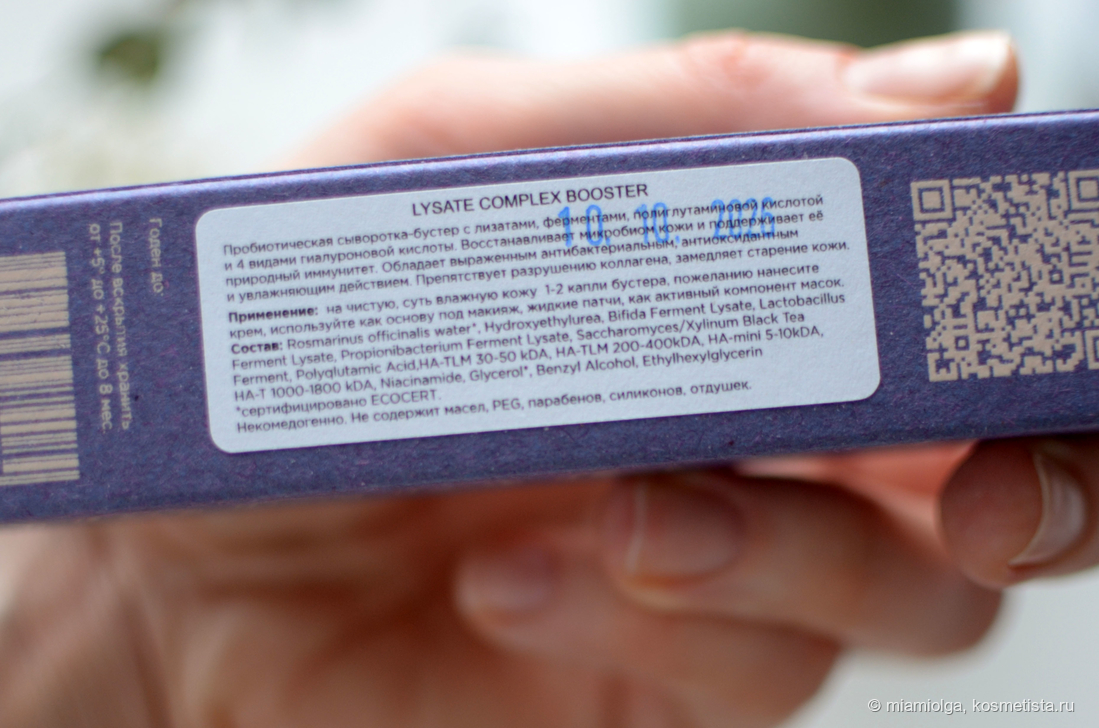 LYSATE COMPLEX BOOSTER
Пробиотическая сыворотка-бустер с лизатами, ферментами, полиглутаминовой кислотой
и 4 видами гиалуроновой кислоты. Восстанавливает микробиом кожи и поддерживает её
природный иммунитет. Обладает выраженным антибактериальным, антиоксидантным
и увлажняющим действием. Препятствует разрушению коллагена, замедляет старение кожи.
Применение: на чистую, суть влажную кожу 1-2 капли бустера, пожеланию нанесите
крем, используйте как основу под макияж, жидкие патчи, как активный компонент масок.
Состав: Rosmarinus officinalis water*, Hydroxyethylurea, Bifida Ferment Lysate, Lactobacillus
Ferment Lysate, Propionibacterium Ferment Lysate, Saccharomyces/Xylinum Black Tea
Ferment, Polyglutamic Acid,HA-TLM 30-50 kDA, HA-TLM 200-400kDA, HA-mini 5-10kDA,
HA-T 1000-1800 kDA, Niacinamide, Glycerol*, Benzyl Alcohol, Ethylhexylglycerin
*сертифицировано ECOCERT.
Некомедогенно. Не содержит масел, PEG, парабенов, силиконов, отдушек.
10. 10. 2026
Годен до:
После вскрытия хранить
от +5° до +25°C до 8 мес.
© miamiolga, kosmetista.ru